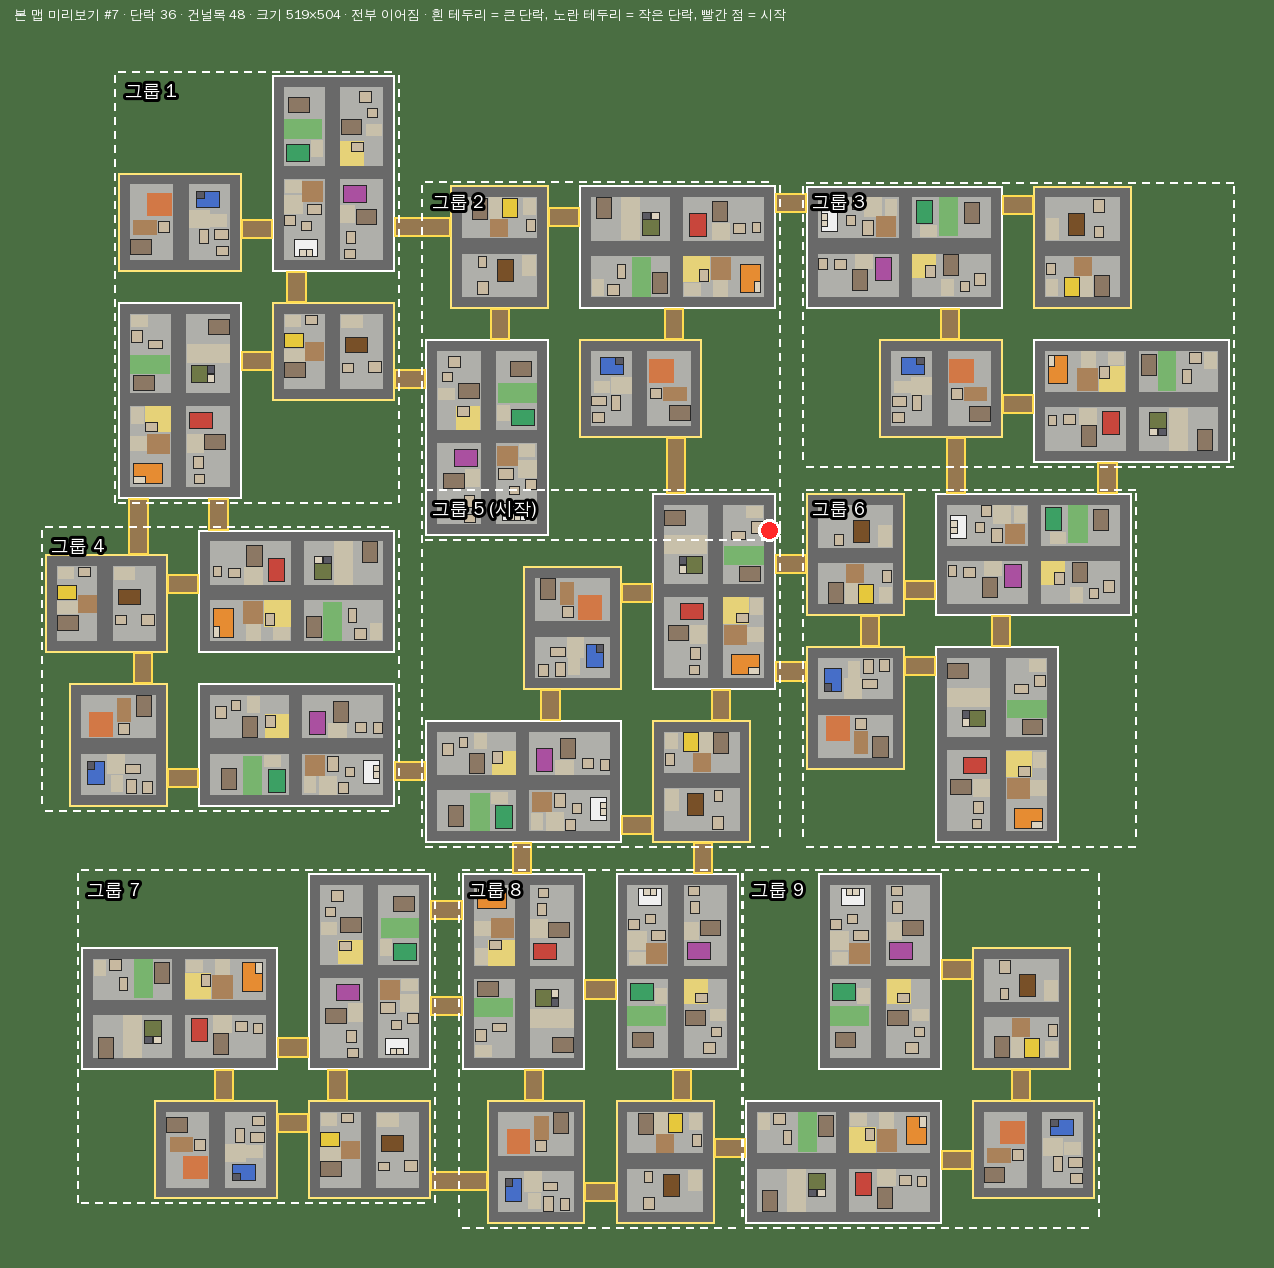 본 맵 미리보기 #7 · 단락 36 · 건널목 48 · 크기 519×504 · 전부 이어짐 · 흰 테두리 = 큰 단락, 노란 테두리 = 작은 단락, 빨간 점 = 시작
그룹 1
그룹 2
그룹 3
그룹 4
그룹 5 (시작)
그룹 6
그룹 7
그룹 8
그룹 9